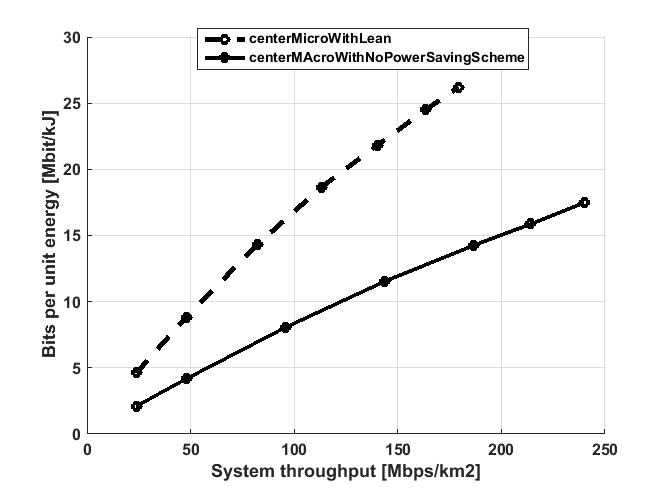 centerMicroWithLean
centerMAcroWithNoPowerSavingScheme
30
25
20
15
10
5
0
Bits per unit energy [Mbit/kJ]
0 50 100 150 200 250
System throughput [Mbps/km2]